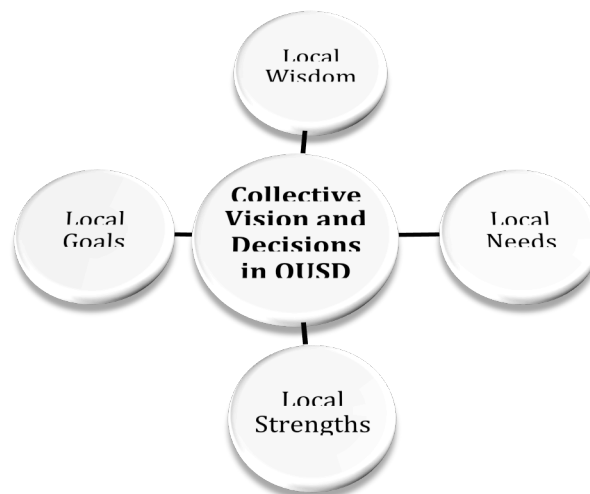 Local
Wisdom
Local
Goals
Collective
Vision and
Decisions
in OUSD
Local
Needs
Local
Strengths